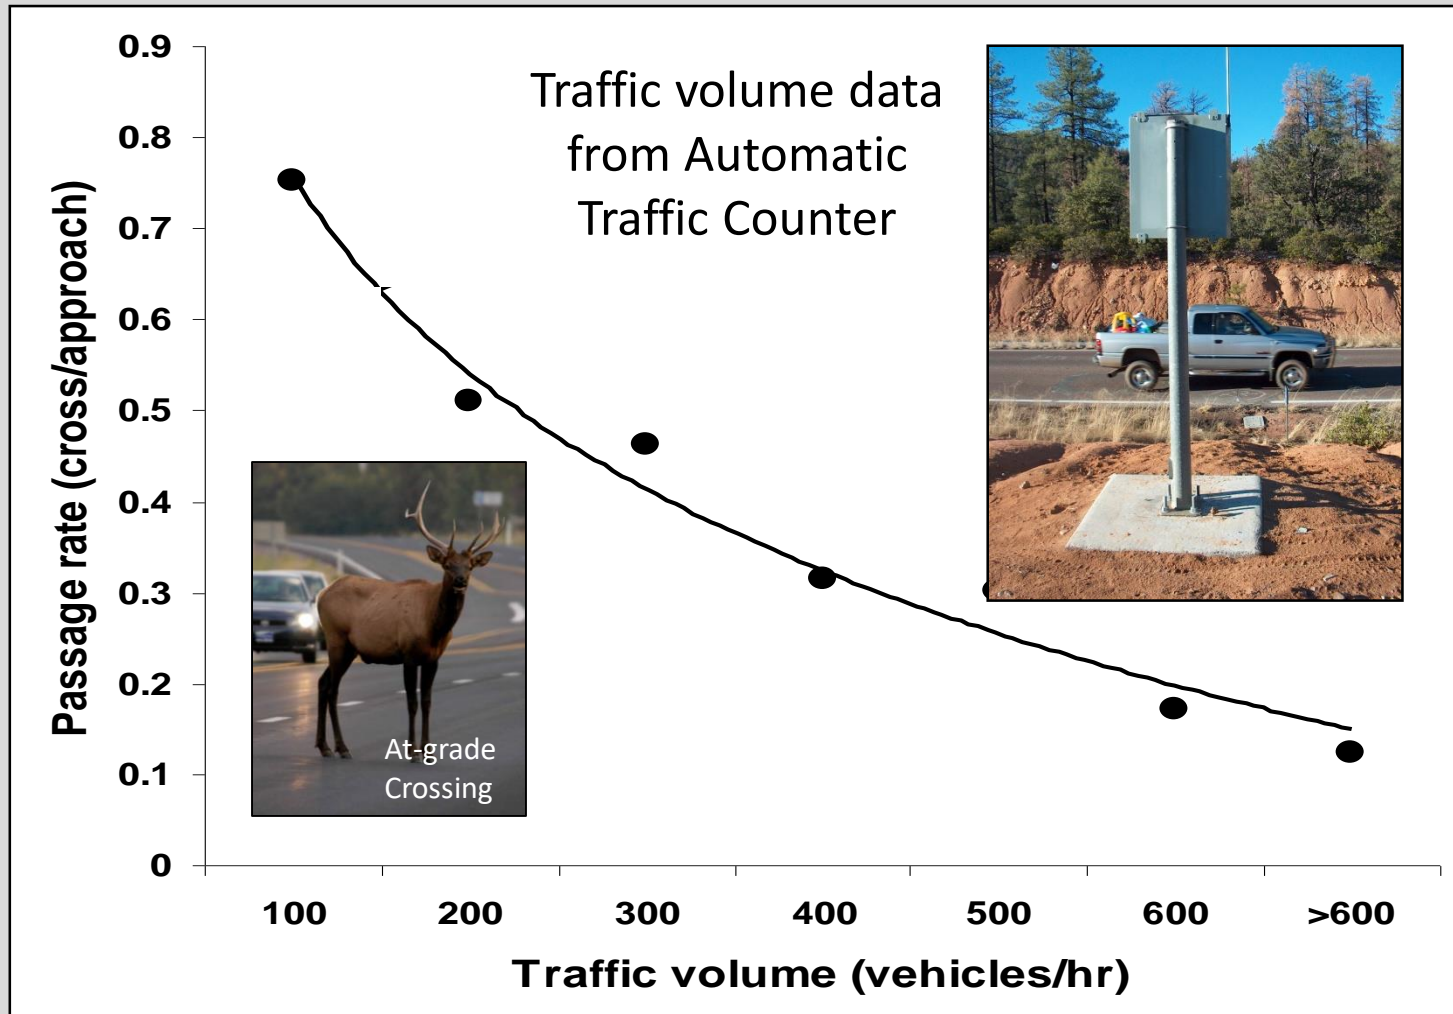 Traffic volume data
from Automatic
Traffic Counter
Passage rate (cross/approach)
0.9
0.8
0.7
0.6
0.5
0.4
0.3
0.2
0.1
0
At-grade
Crossing
100 200 300 400 500 600 >600
Traffic volume (vehicles/hr)